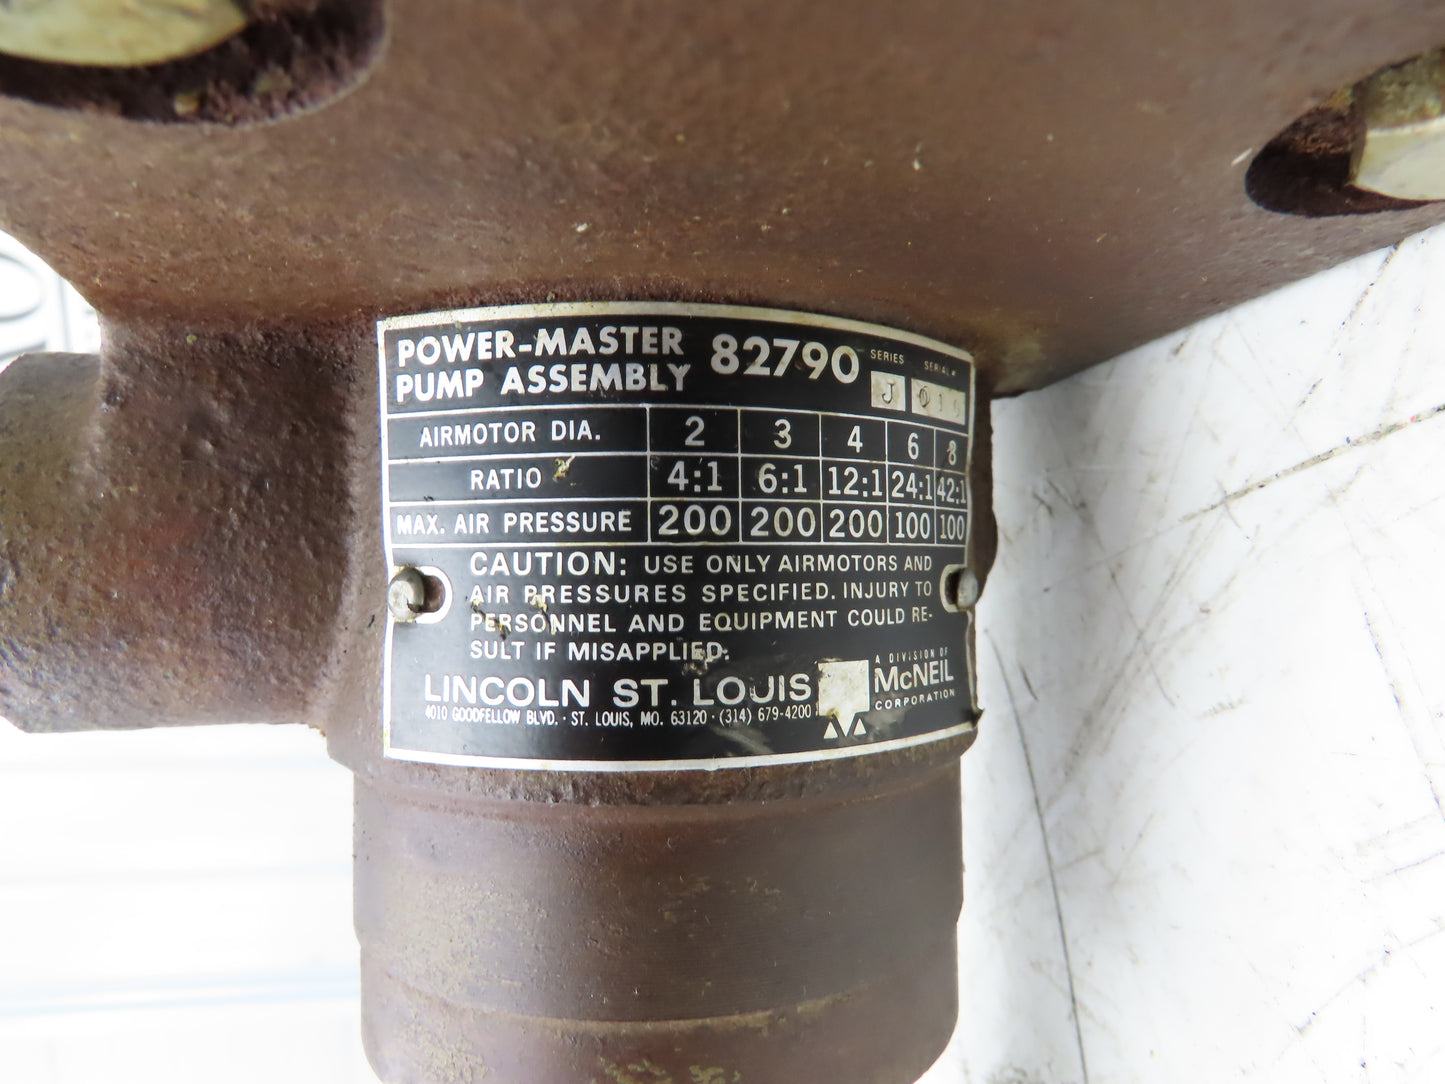 POWER-MASTER
PUMP ASSEMBLY
82790
SERIES SERIAL #
J
AIRMOTOR DIA. 2 3 4 6 8
RATIO 4:1 6:1 12:1 24:1 42:1
MAX. AIR PRESSURE 200 200 200 100 100
CAUTION: USE ONLY AIRMOTORS AND
AIR PRESSURES SPECIFIED. INJURY TO
PERSONNEL AND EQUIPMENT COULD RE-
SULT IF MISAPPLIED.
LINCOLN ST. LOUIS
4010 GOODFELLOW BLVD. · ST. LOUIS, MO. 63120 · (314) 679-4200
A DIVISION OF
McNEIL
CORPORATION